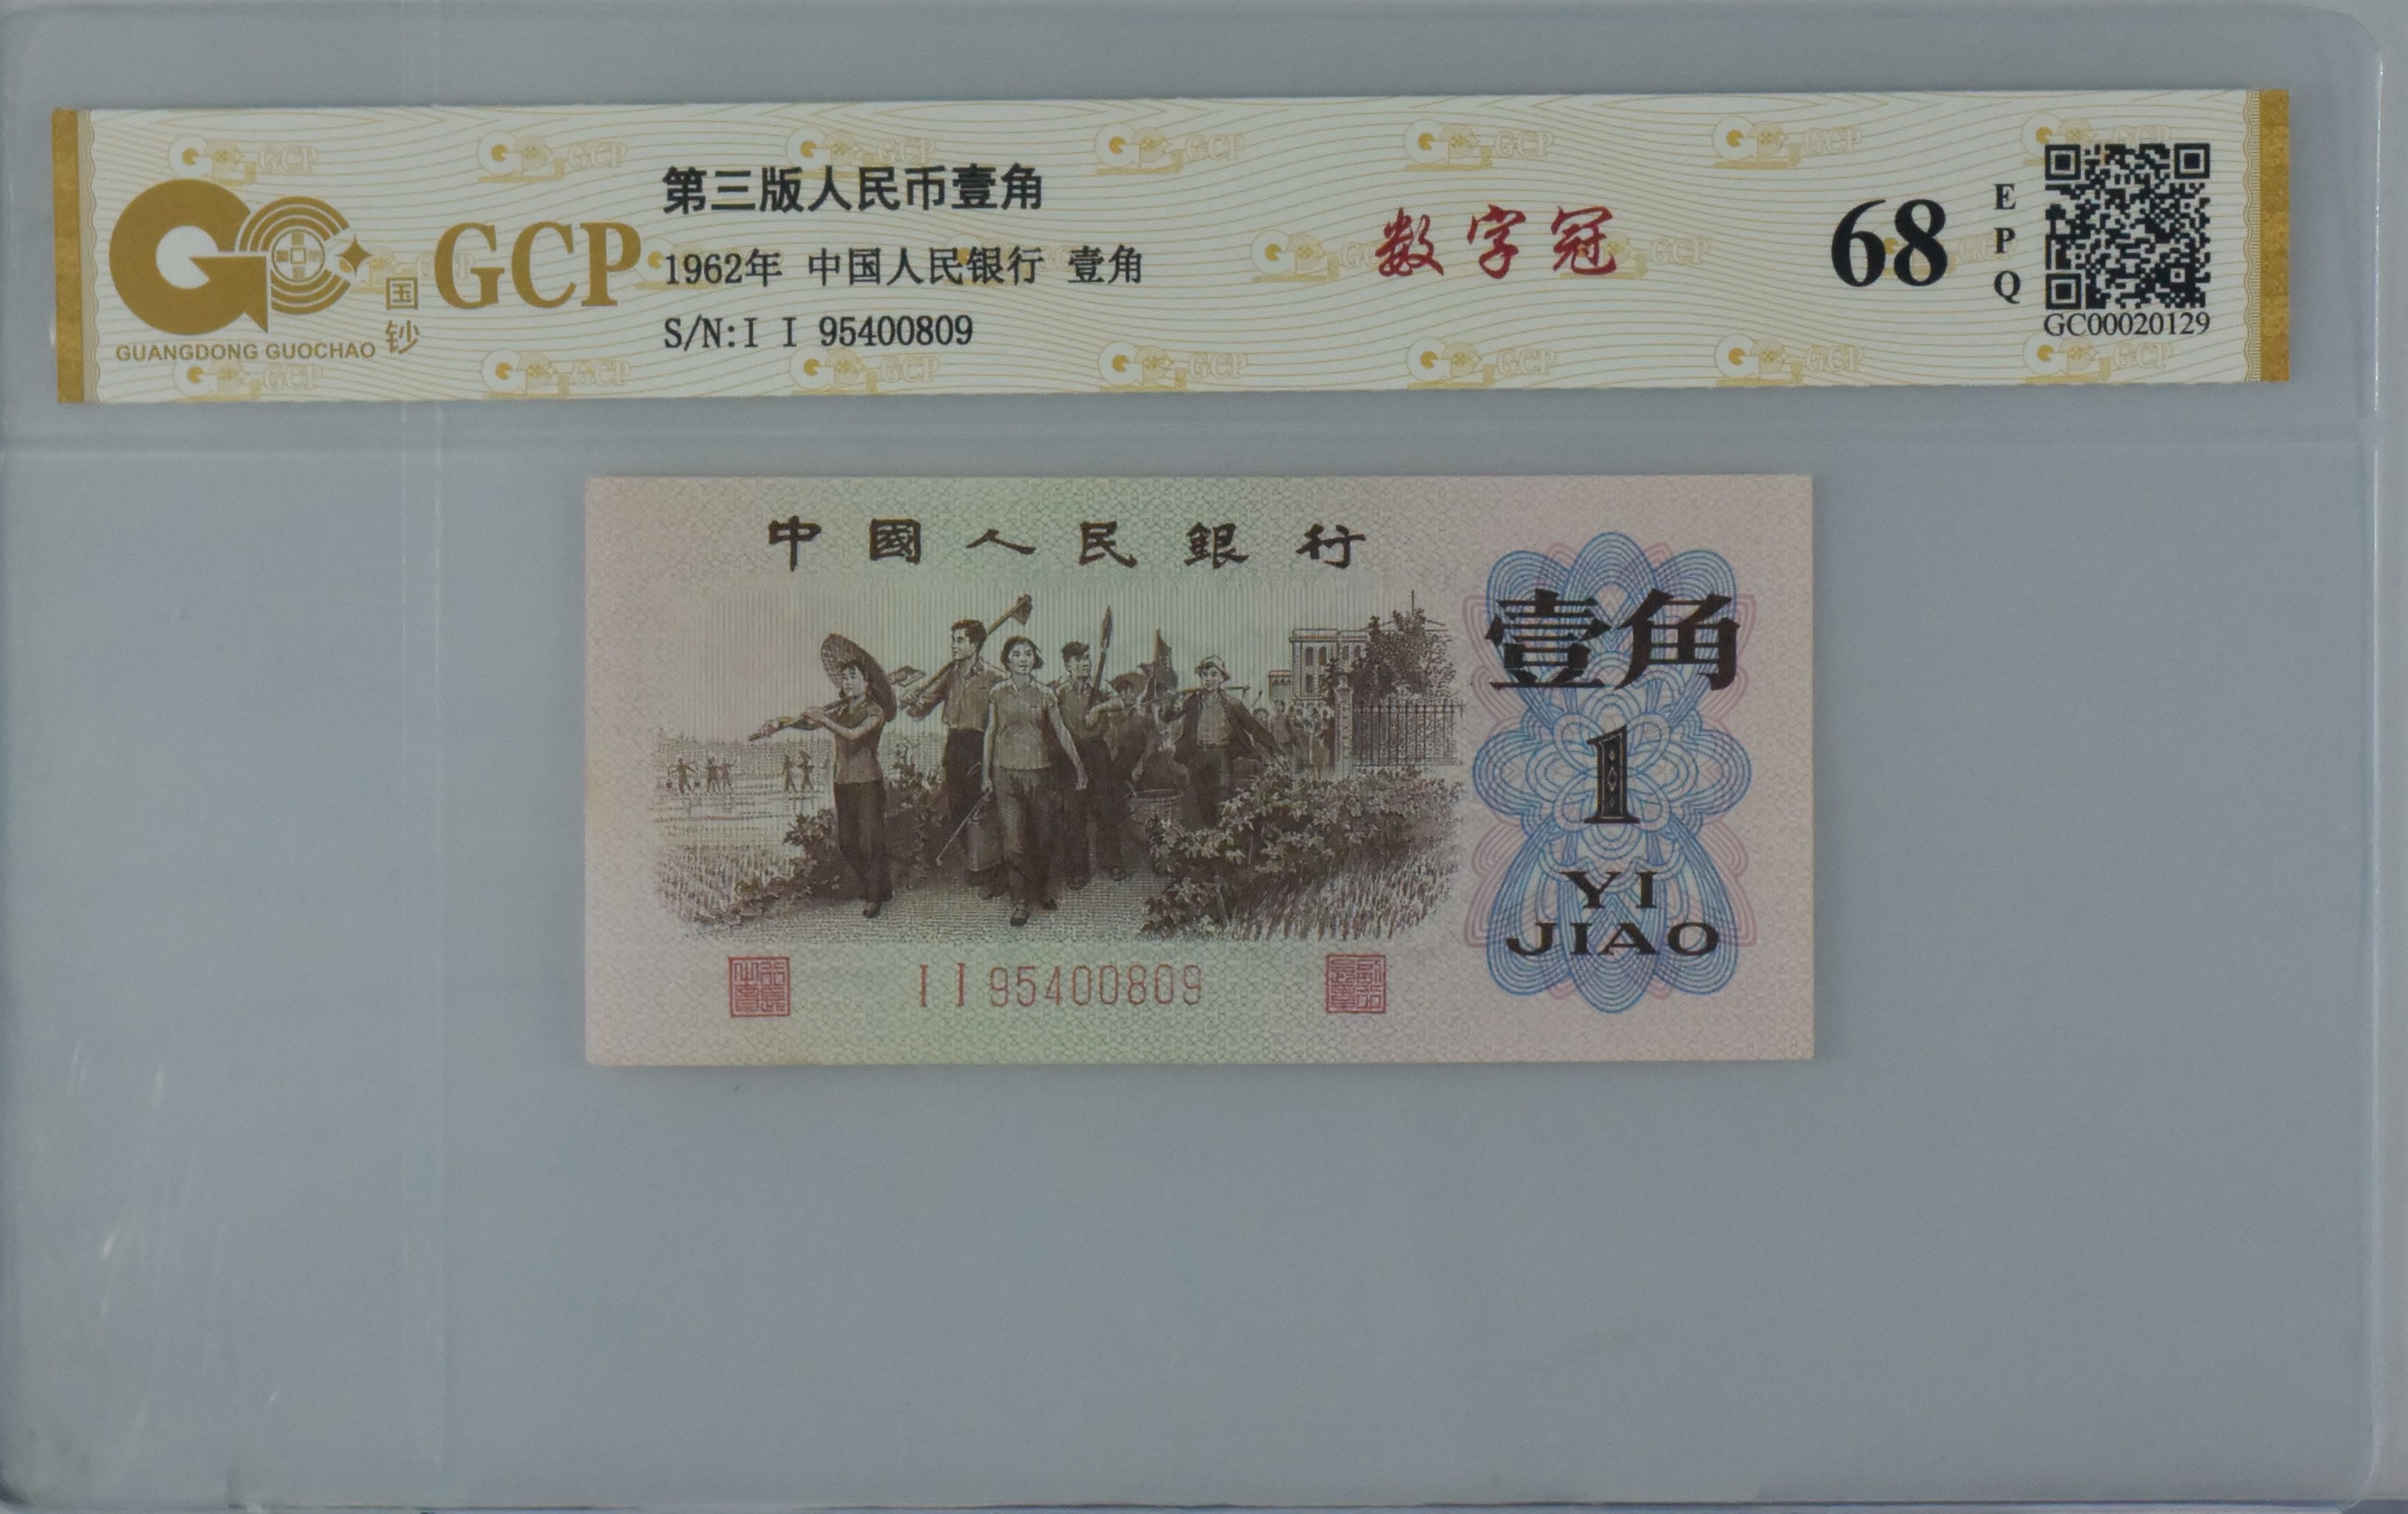 第三版人民币壹角
1962年 中国人民银行 壹角
S/N:I I 95400809
GCP
国钞
GUANGDONG GUOCHAO
数字冠
68
EPQ
GC00020129
中國人民銀行
壹角
1
YI
JIAO
I I 95400809